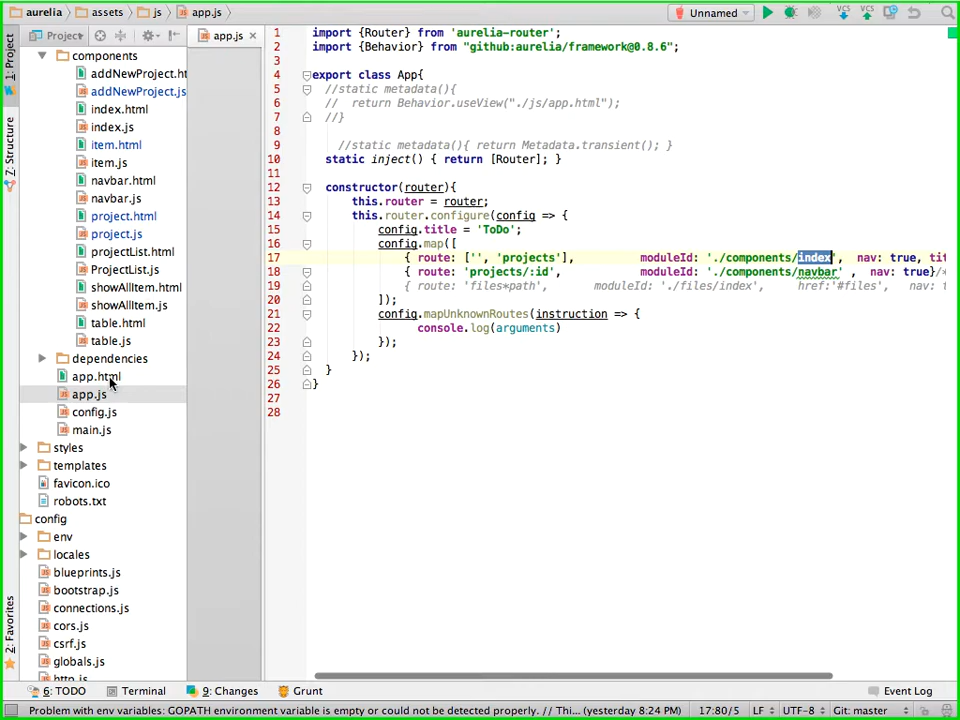 aurelia assets js app.js Unnamed VCS VCS
1: Project
Z: Structure
2: Favorites
Project
app.js
components
addNewProject.ht
addNewProject.js
index.html
index.js
item.html
item.js
navbar.html
navbar.js
project.html
project.js
projectList.html
ProjectList.js
showAllItem.html
showAllItem.js
table.html
table.js
dependencies
app.html
app.js
config.js
main.js
styles
templates
favicon.ico
robots.txt
config
env
locales
blueprints.js
bootstrap.js
connections.js
cors.js
csrf.js
globals.js
http.js
1 import {Router} from 'aurelia-router';
2 import {Behavior} from "github:aurelia/framework@0.8.6";
3
4 export class App{
5 //static metadata(){
6 // return Behavior.useView("./js/app.html");
7 //}
8
9 //static metadata(){ return Metadata.transient(); }
10 static inject() { return [Router]; }
11
12 constructor(router){
13 this.router = router;
14 this.router.configure(config => {
15 config.title = 'ToDo';
16 config.map([
17 { route: ['', 'projects'], moduleId: './components/index', nav: true, tit
18 { route: 'projects/:id', moduleId: './components/navbar' , nav: true}/*
19 { route: 'files*path', moduleId: './files/index', href:'#files', nav: t
20 ]);
21 config.mapUnknownRoutes(instruction => {
22 console.log(arguments)
23 });
24 });
25 }
26 }
27
28
6: TODO Terminal 9: Changes Grunt Event Log
Problem with env variables: GOPATH environment variable is empty or could not be detected properly. // Thi... (yesterday 8:24 PM) 17:80/5 LF UTF-8 Git: master